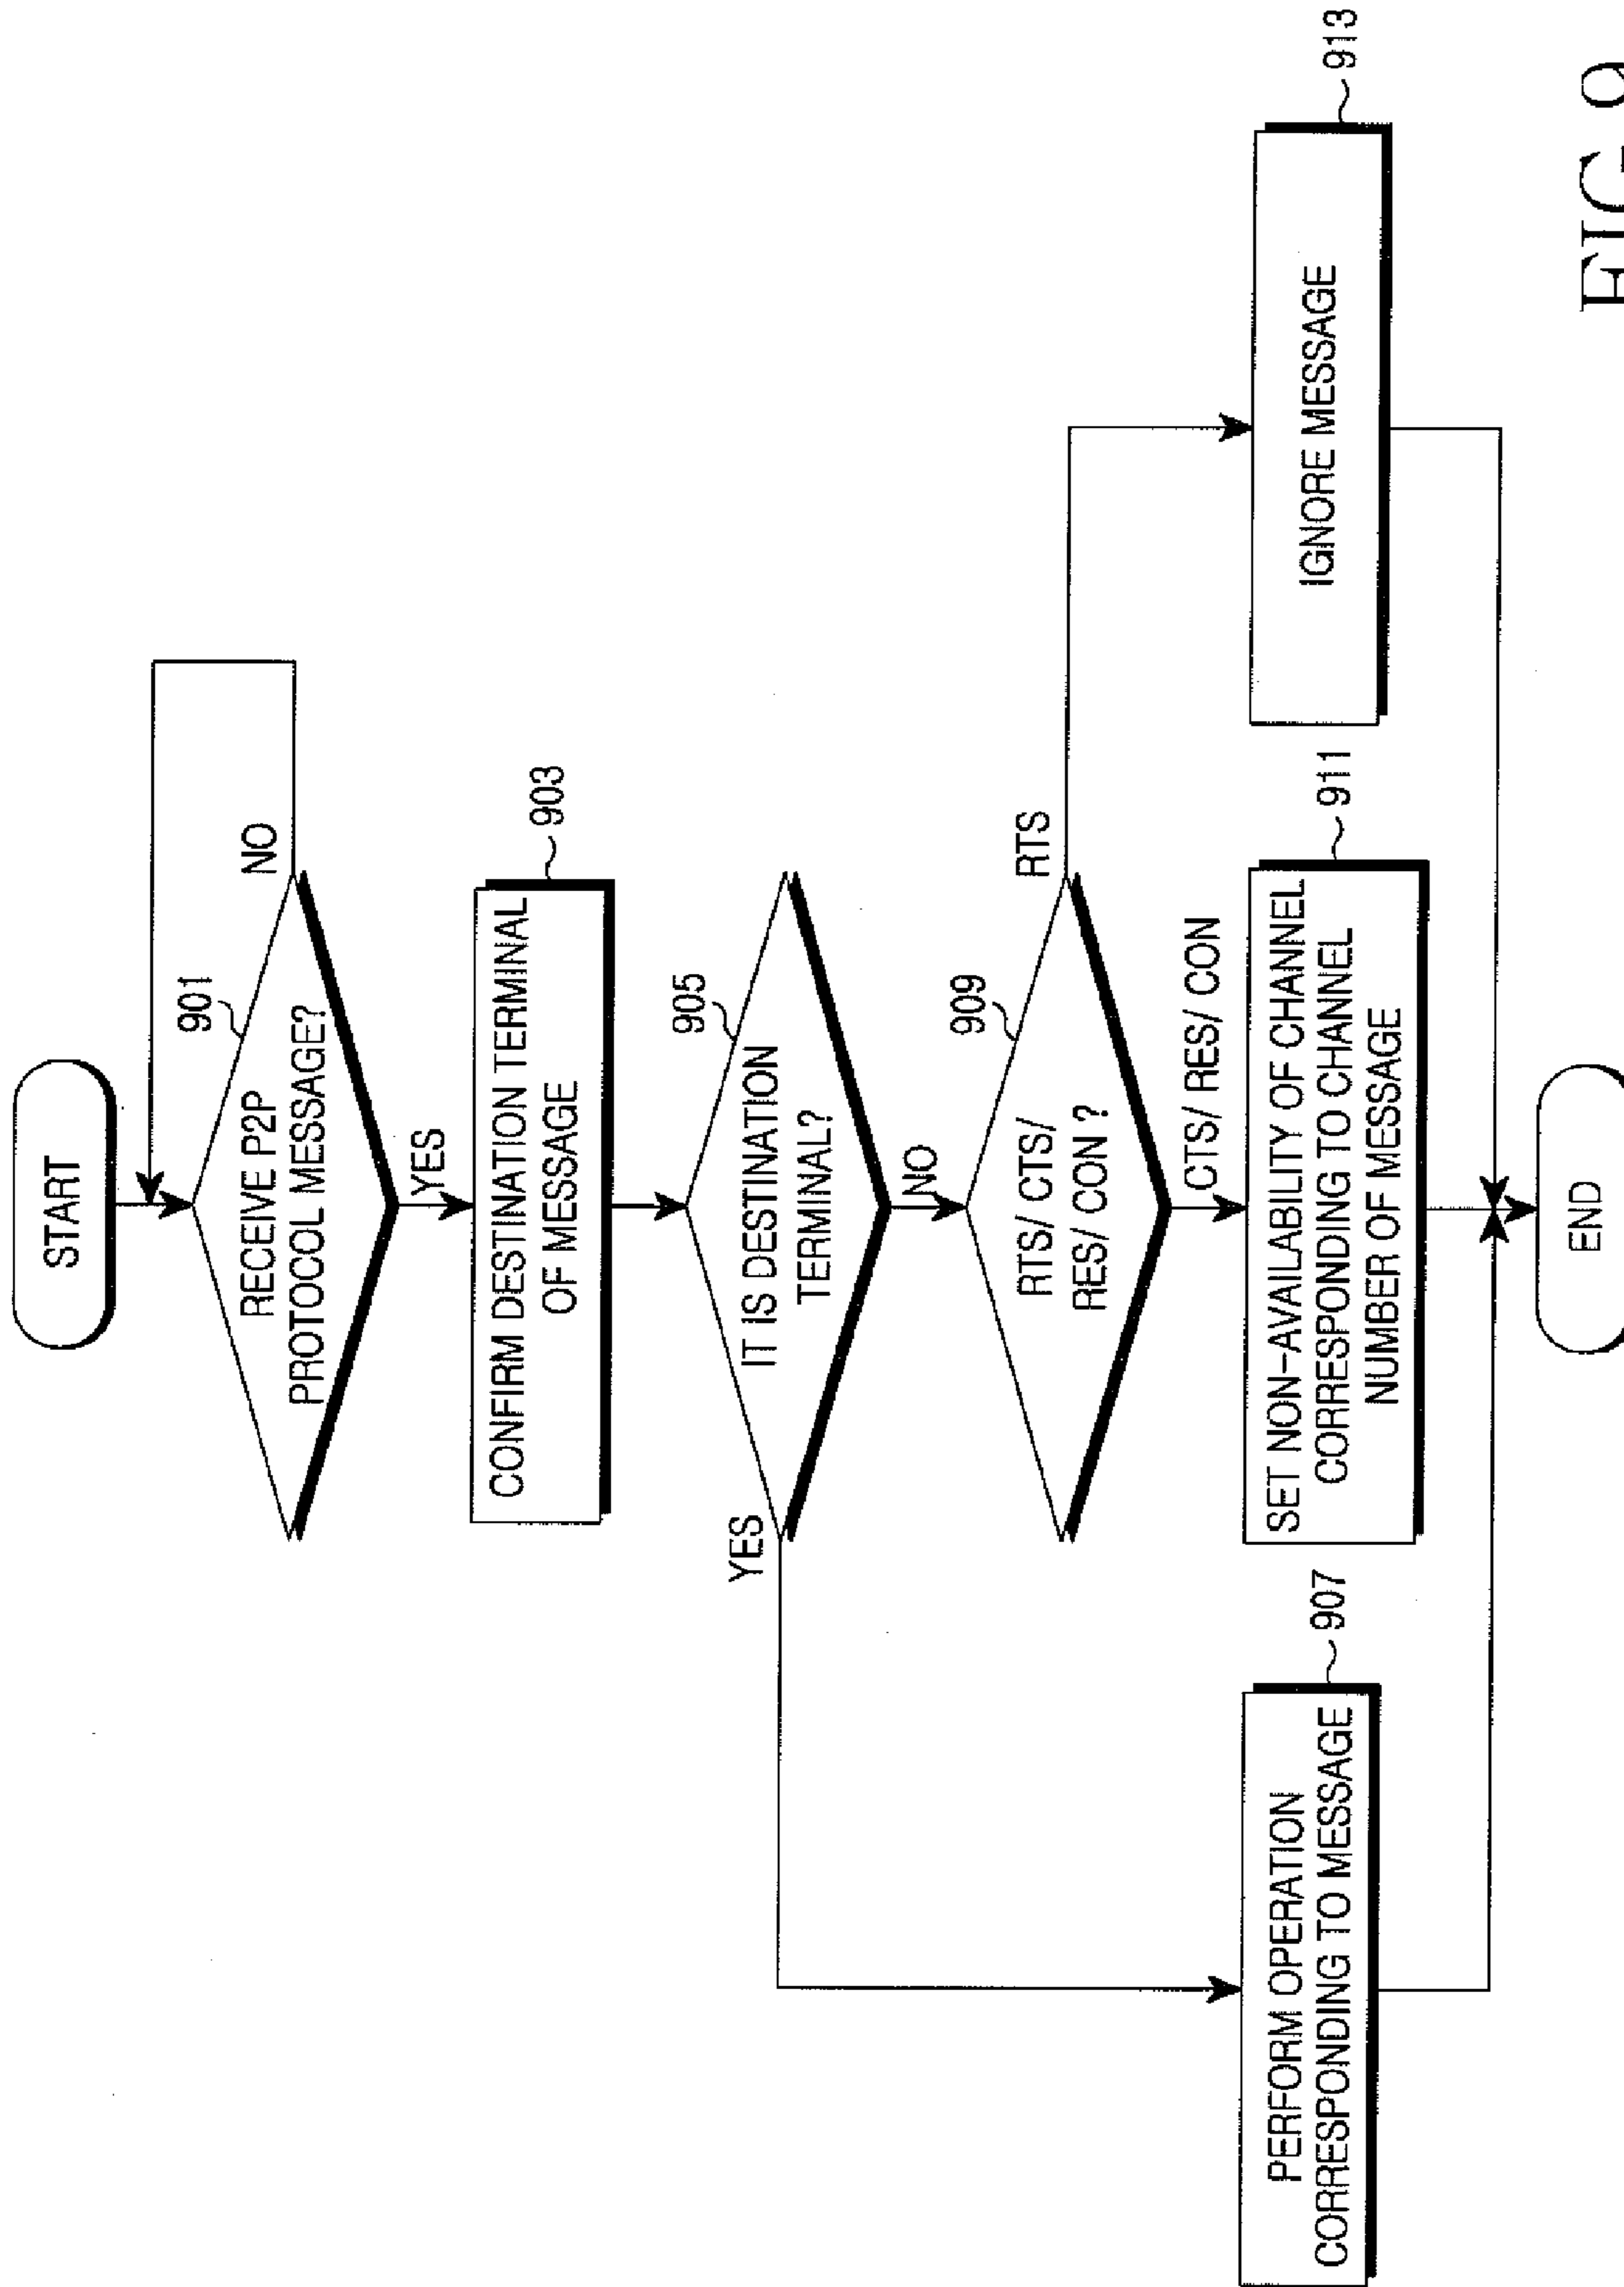 START
901
RECEIVE P2P
PROTOCOL MESSAGE?
NO
YES
903
CONFIRM DESTINATION TERMINAL
OF MESSAGE
905
IT IS DESTINATION
TERMINAL?
YES
NO
909
RTS/ CTS/
RES/ CON ?
RTS
CTS/ RES/ CON
907
PERFORM OPERATION
CORRESPONDING TO MESSAGE
911
SET NON-AVAILABILITY OF CHANNEL
CORRESPONDING TO CHANNEL
NUMBER OF MESSAGE
913
IGNORE MESSAGE
END
FIG.9